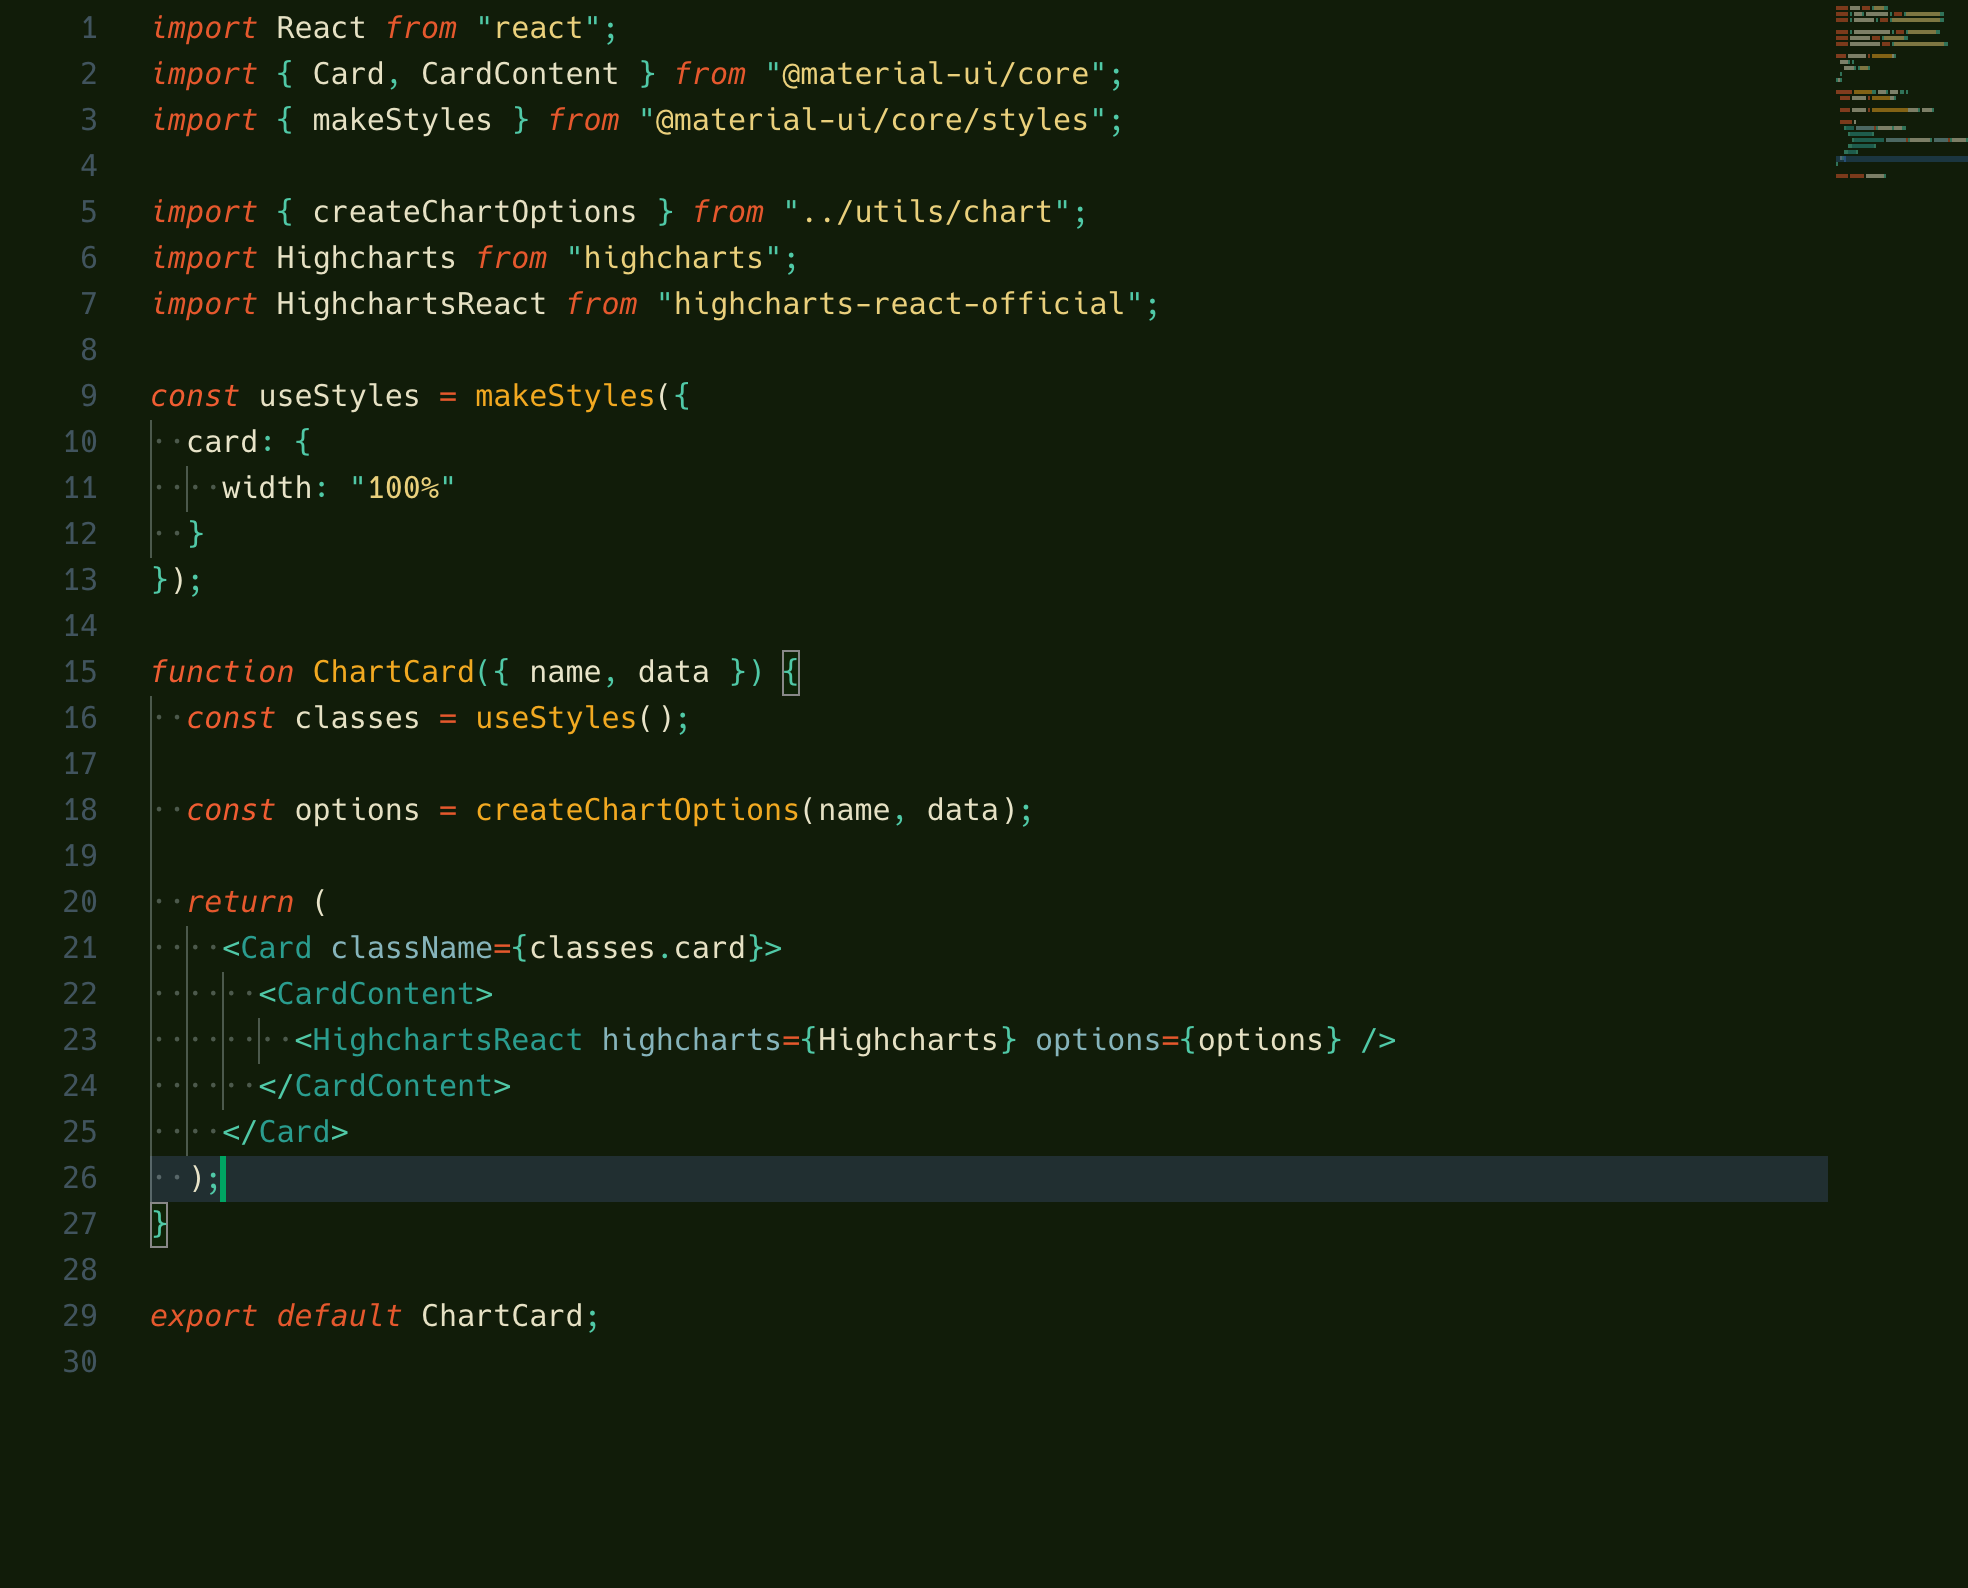 1 import React from "react";
2 import { Card, CardContent } from "@material-ui/core";
3 import { makeStyles } from "@material-ui/core/styles";
4
5 import { createChartOptions } from "../utils/chart";
6 import Highcharts from "highcharts";
7 import HighchartsReact from "highcharts-react-official";
8
9 const useStyles = makeStyles({
10   card: {
11     width: "100%"
12   }
13 });
14
15 function ChartCard({ name, data }) {
16   const classes = useStyles();
17
18   const options = createChartOptions(name, data);
19
20   return (
21     <Card className={classes.card}>
22       <CardContent>
23         <HighchartsReact highcharts={Highcharts} options={options} />
24       </CardContent>
25     </Card>
26   );
27 }
28
29 export default ChartCard;
30